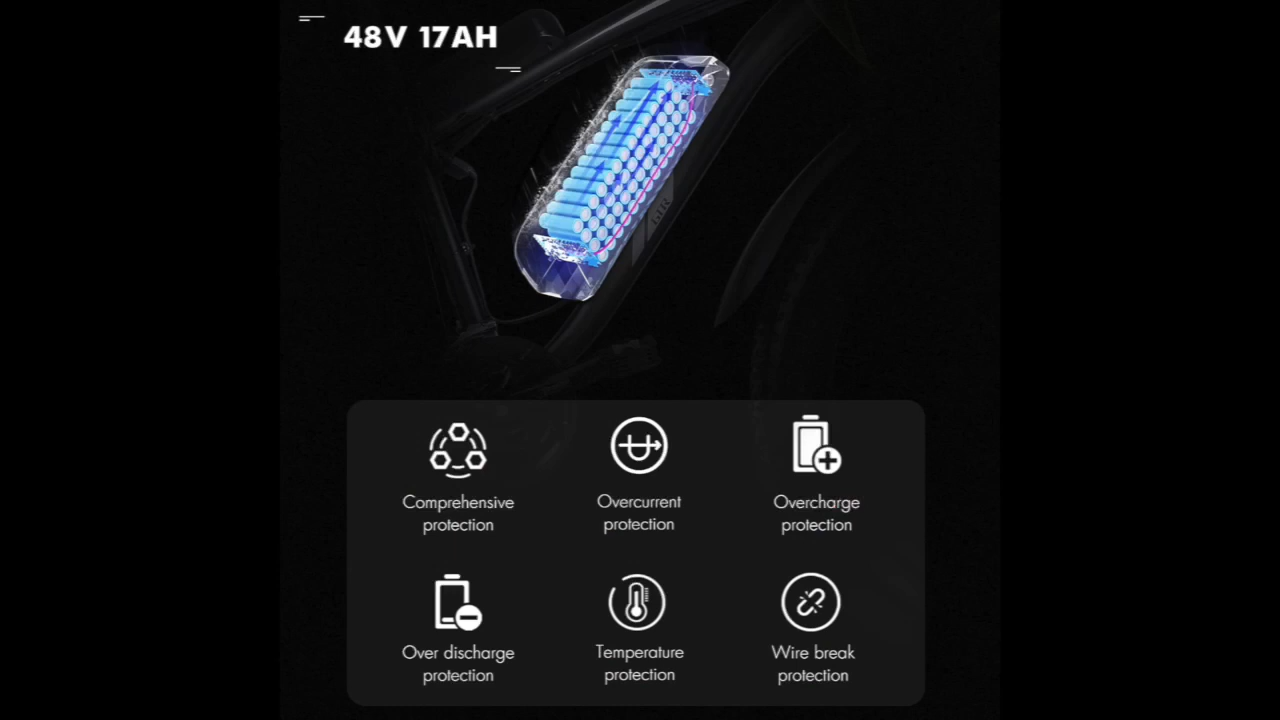 48V 17AH
Comprehensive
protection
Overcurrent
protection
Overcharge
protection
Over discharge
protection
Temperature
protection
Wire break
protection